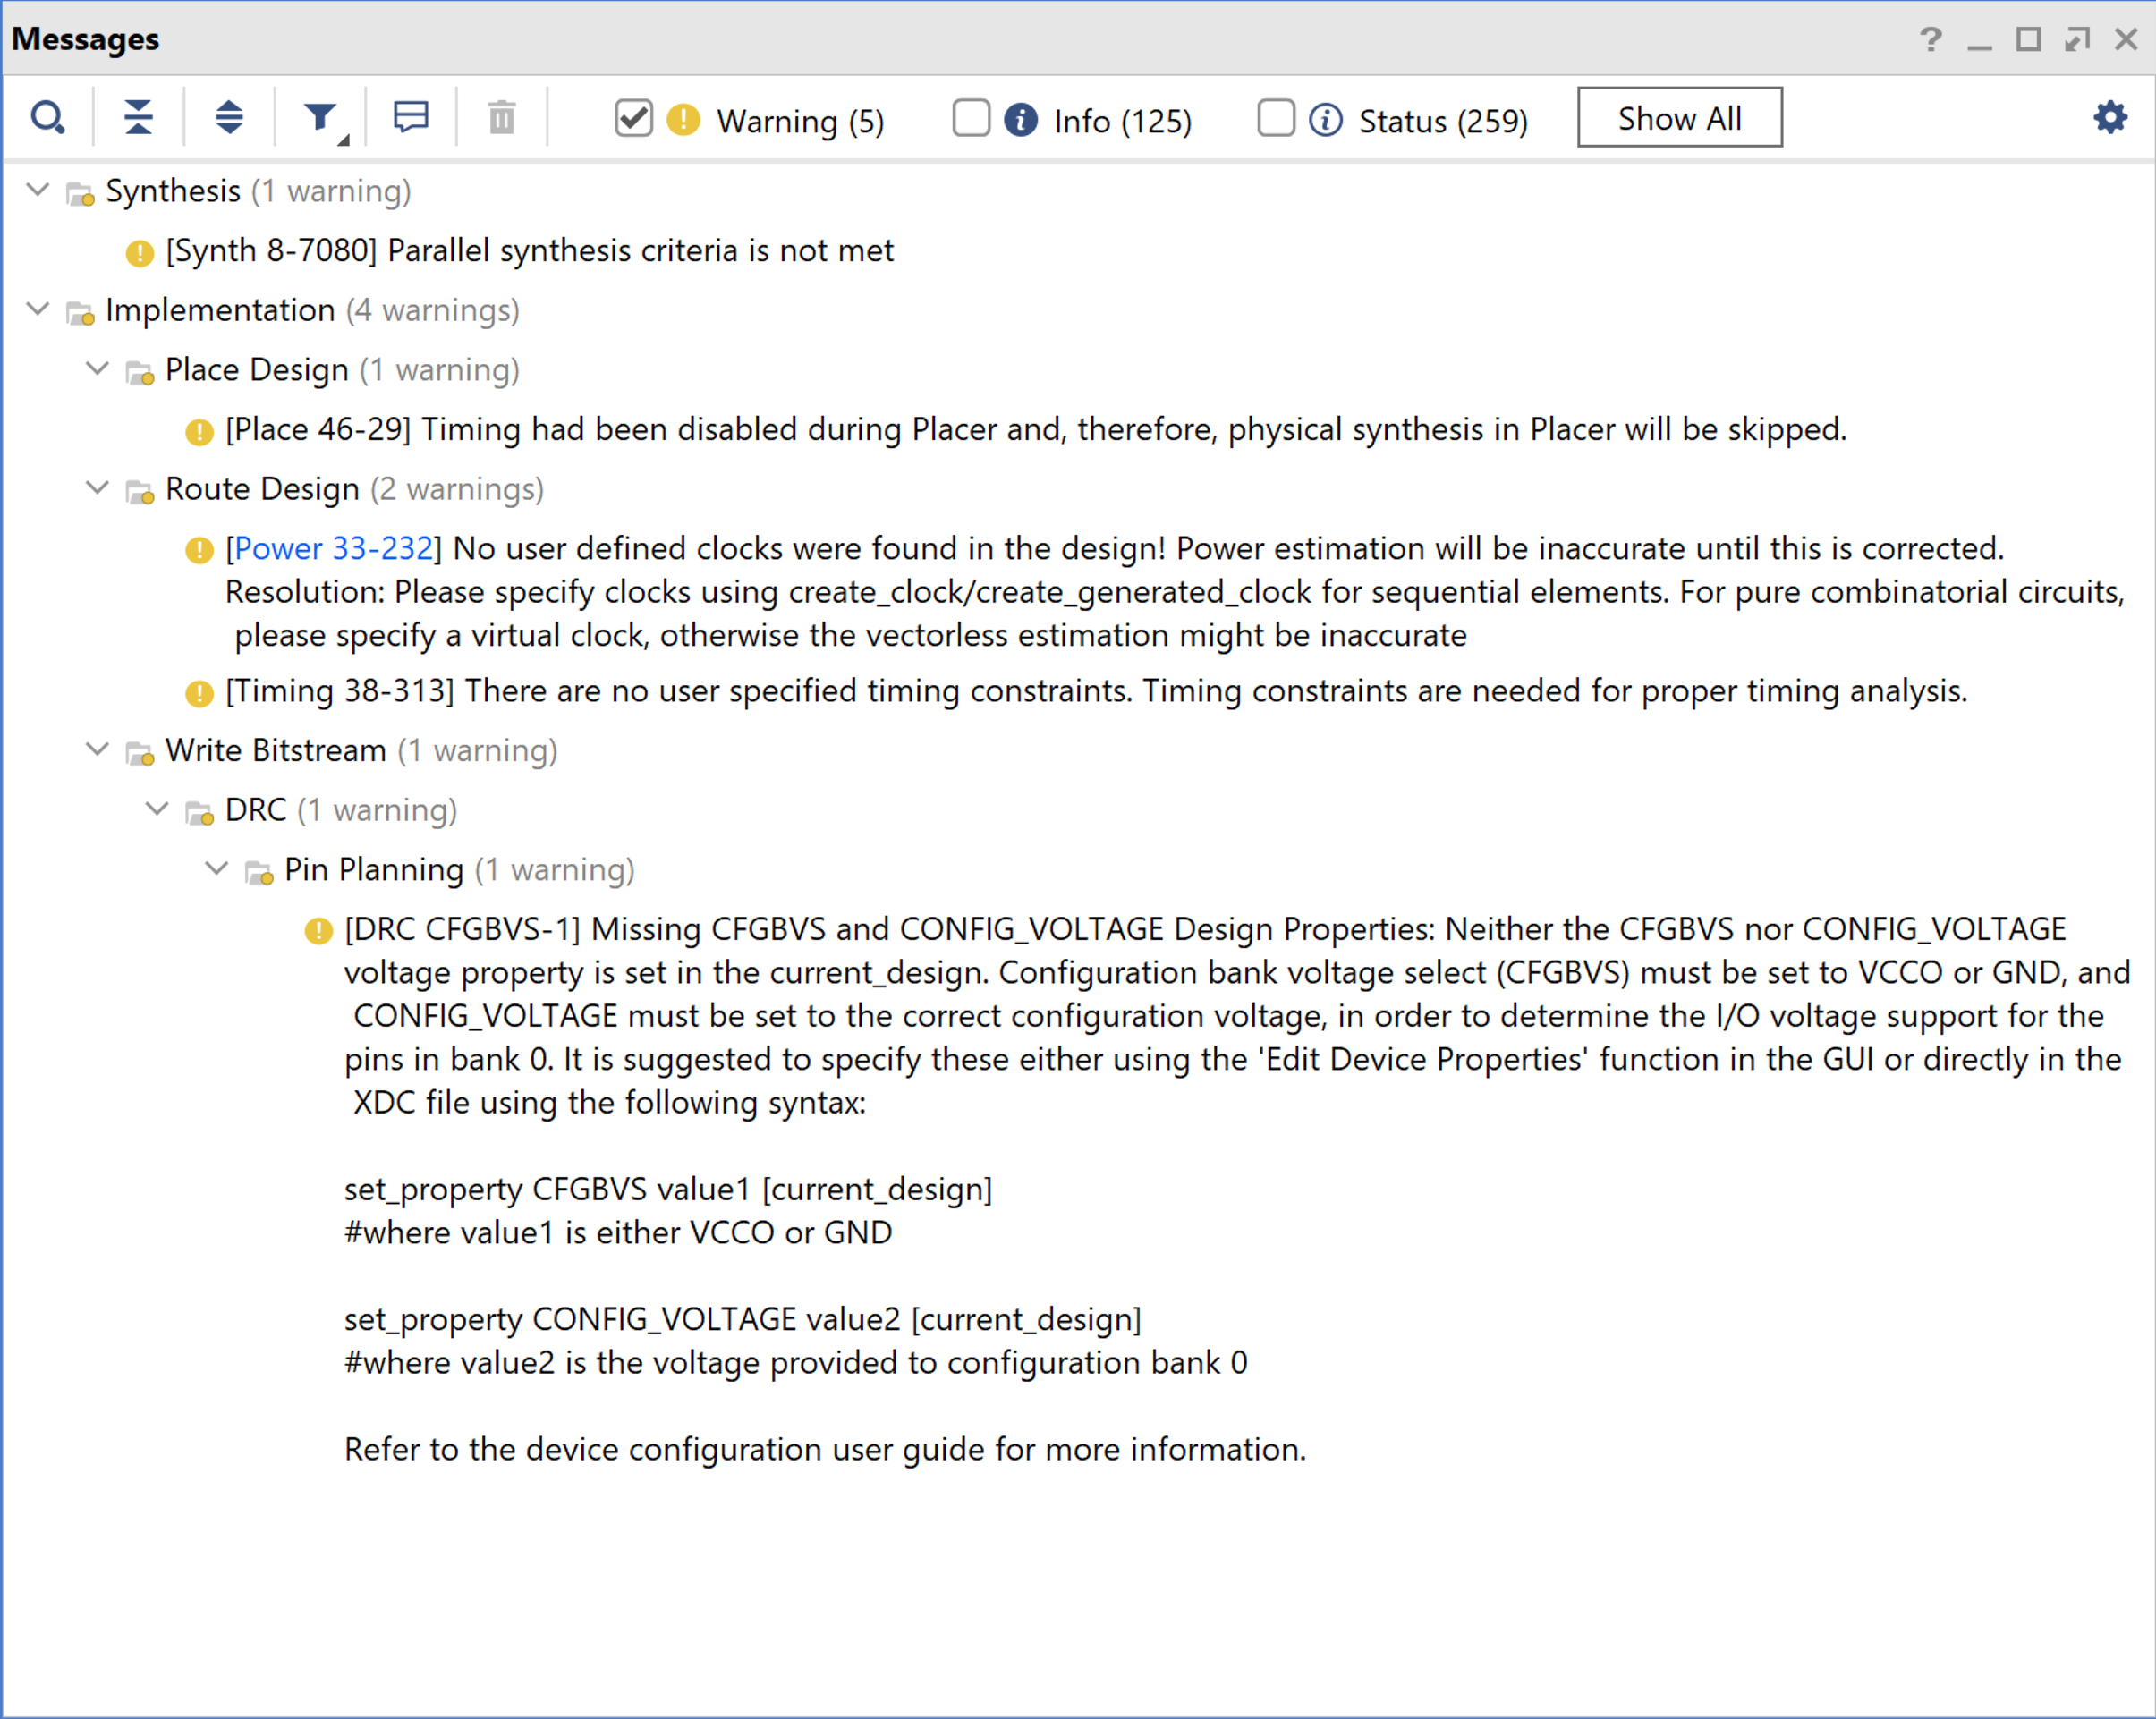 Messages
Warning (5) Info (125) Status (259) Show All
Synthesis (1 warning)
[Synth 8-7080] Parallel synthesis criteria is not met
Implementation (4 warnings)
Place Design (1 warning)
[Place 46-29] Timing had been disabled during Placer and, therefore, physical synthesis in Placer will be skipped.
Route Design (2 warnings)
[Power 33-232] No user defined clocks were found in the design! Power estimation will be inaccurate until this is corrected.
Resolution: Please specify clocks using create_clock/create_generated_clock for sequential elements. For pure combinatorial circuits,
please specify a virtual clock, otherwise the vectorless estimation might be inaccurate
[Timing 38-313] There are no user specified timing constraints. Timing constraints are needed for proper timing analysis.
Write Bitstream (1 warning)
DRC (1 warning)
Pin Planning (1 warning)
[DRC CFGBVS-1] Missing CFGBVS and CONFIG_VOLTAGE Design Properties: Neither the CFGBVS nor CONFIG_VOLTAGE
voltage property is set in the current_design. Configuration bank voltage select (CFGBVS) must be set to VCCO or GND, and
CONFIG_VOLTAGE must be set to the correct configuration voltage, in order to determine the I/O voltage support for the
pins in bank 0. It is suggested to specify these either using the 'Edit Device Properties' function in the GUI or directly in the
XDC file using the following syntax:
set_property CFGBVS value1 [current_design]
#where value1 is either VCCO or GND
set_property CONFIG_VOLTAGE value2 [current_design]
#where value2 is the voltage provided to configuration bank 0
Refer to the device configuration user guide for more information.